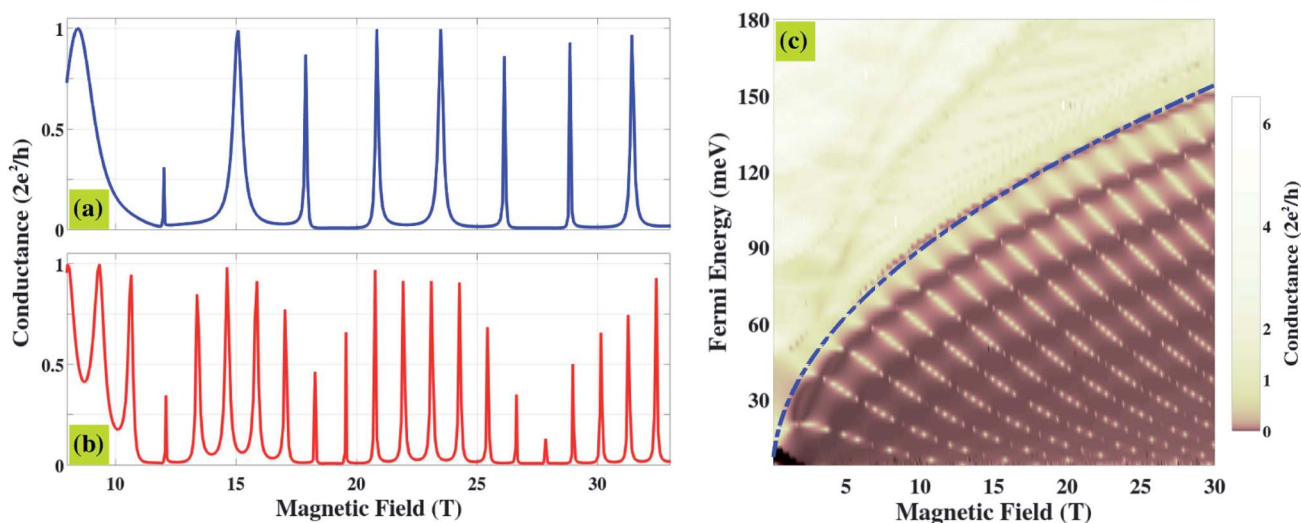 1
0.5
0
(a)
1
0.5
0
(b)
Conductance (2e²/h)
10 15 20 25 30
Magnetic Field (T)
180
150
120
90
60
30
Fermi Energy (meV)
(c)
5 10 15 20 25 30
Magnetic Field (T)
6
4
2
1
0
Conductance (2e²/h)